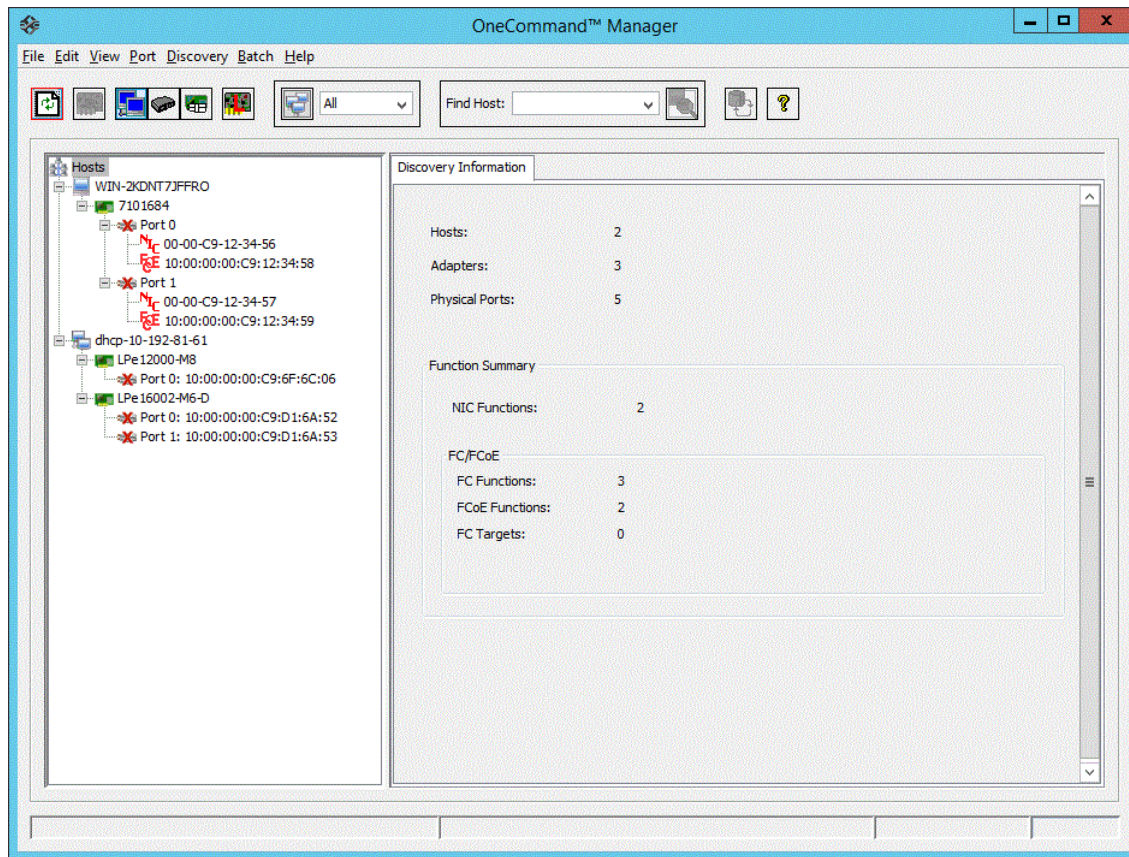 OneCommand™ Manager
File Edit View Port Discovery Batch Help
All
Find Host:
Hosts
WIN-2KDNT7JFFRO
7101684
Port 0
NIC 00-00-C9-12-34-56
FCoE 10:00:00:00:C9:12:34:58
Port 1
NIC 00-00-C9-12-34-57
FCoE 10:00:00:00:C9:12:34:59
dhcp-10-192-81-61
LPe12000-M8
Port 0: 10:00:00:00:C9:6F:6C:06
LPe16002-M6-D
Port 0: 10:00:00:00:C9:D1:6A:52
Port 1: 10:00:00:00:C9:D1:6A:53
Discovery Information
Hosts: 2
Adapters: 3
Physical Ports: 5
Function Summary
NIC Functions: 2
FC/FCoE
FC Functions: 3
FCoE Functions: 2
FC Targets: 0